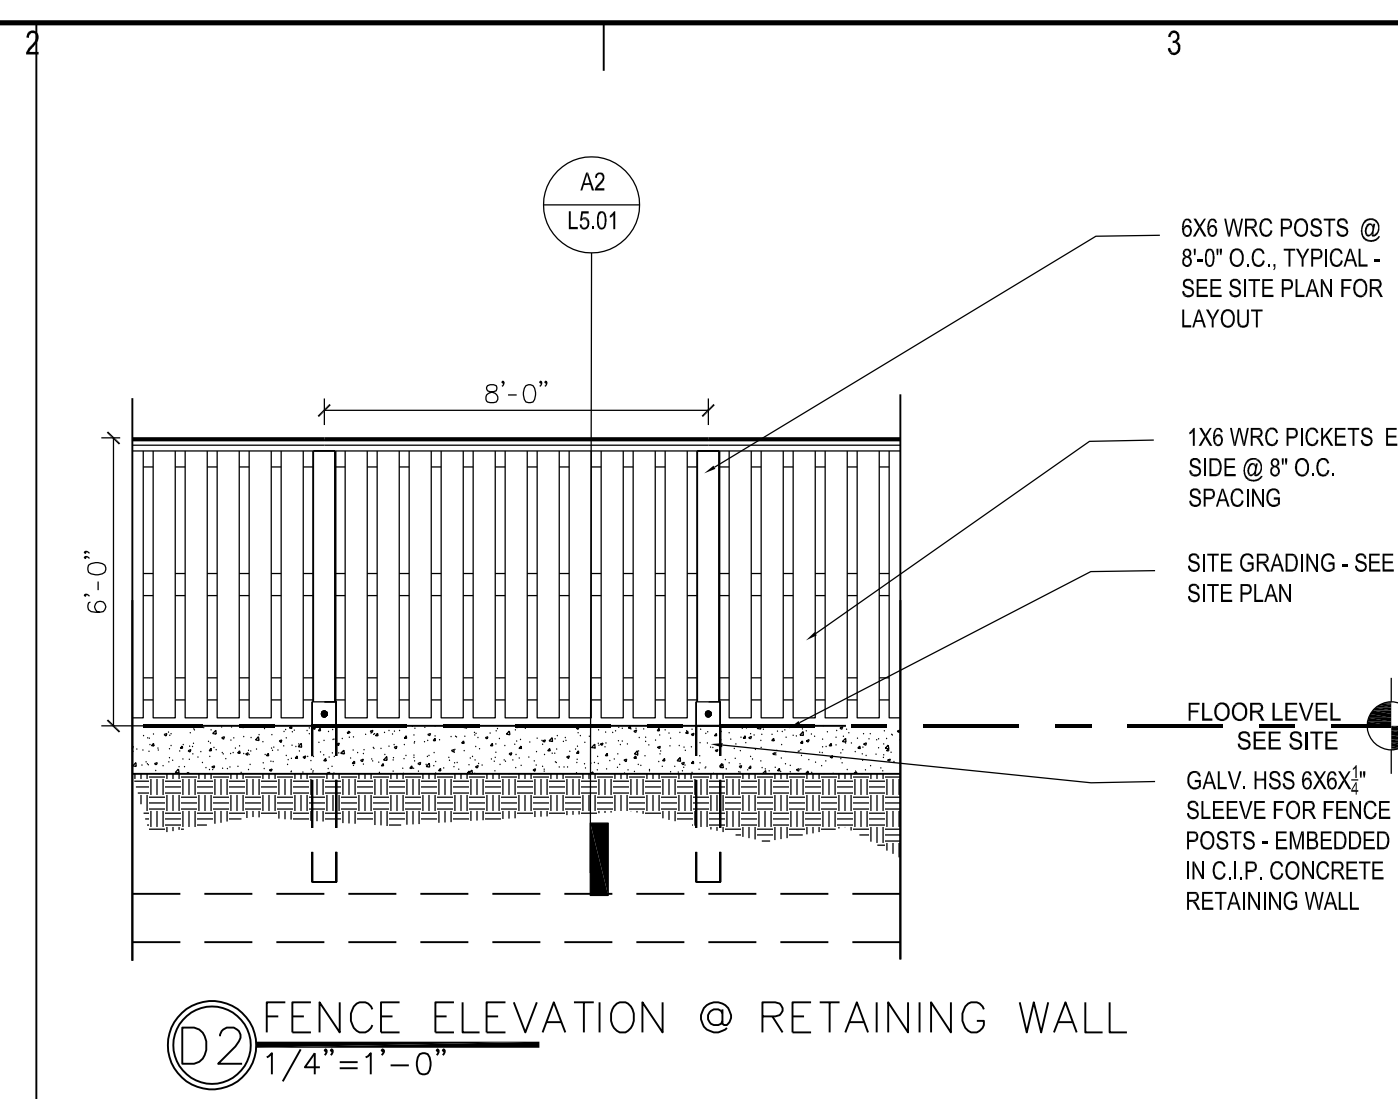 2
3
A2
L5.01
6X6 WRC POSTS @
8'-0" O.C., TYPICAL -
SEE SITE PLAN FOR
LAYOUT
8'-0"
1X6 WRC PICKETS E
SIDE @ 8" O.C.
SPACING
6'-0"
SITE GRADING - SEE
SITE PLAN
FLOOR LEVEL
SEE SITE
GALV. HSS 6X6X1/4"
SLEEVE FOR FENCE
POSTS - EMBEDDED
IN C.I.P. CONCRETE
RETAINING WALL
D2
FENCE ELEVATION @ RETAINING WALL
1/4"=1'-0"